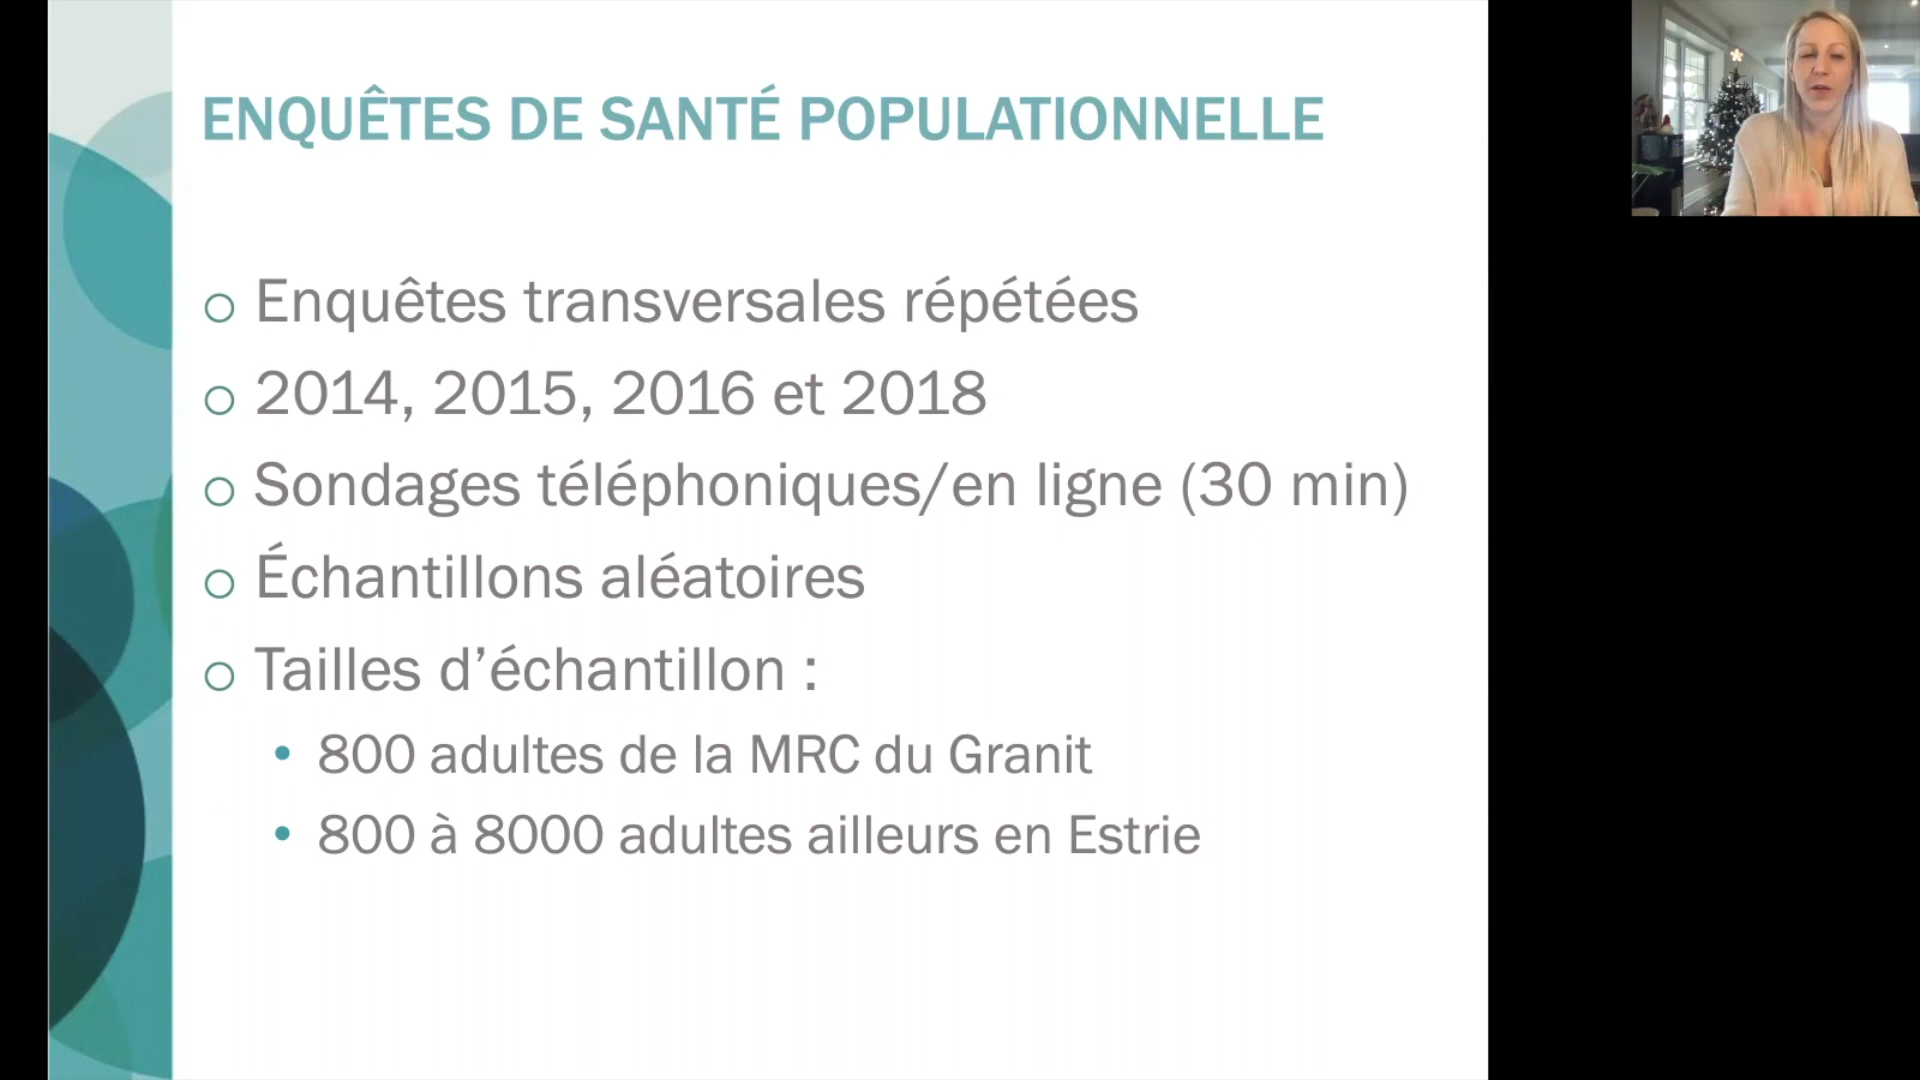 ENQUÊTES DE SANTÉ POPULATIONNELLE
o Enquêtes transversales répétées
o 2014, 2015, 2016 et 2018
o Sondages téléphoniques/en ligne (30 min)
o Échantillons aléatoires
o Tailles d’échantillon :
• 800 adultes de la MRC du Granit
• 800 à 8000 adultes ailleurs en Estrie